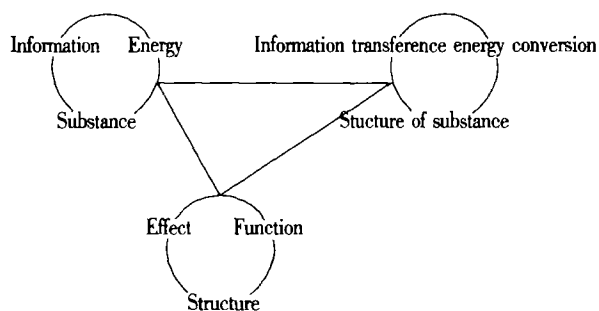 Information Energy Information transference energy conversion
Substance Stucture of substance
Effect Function
Structure